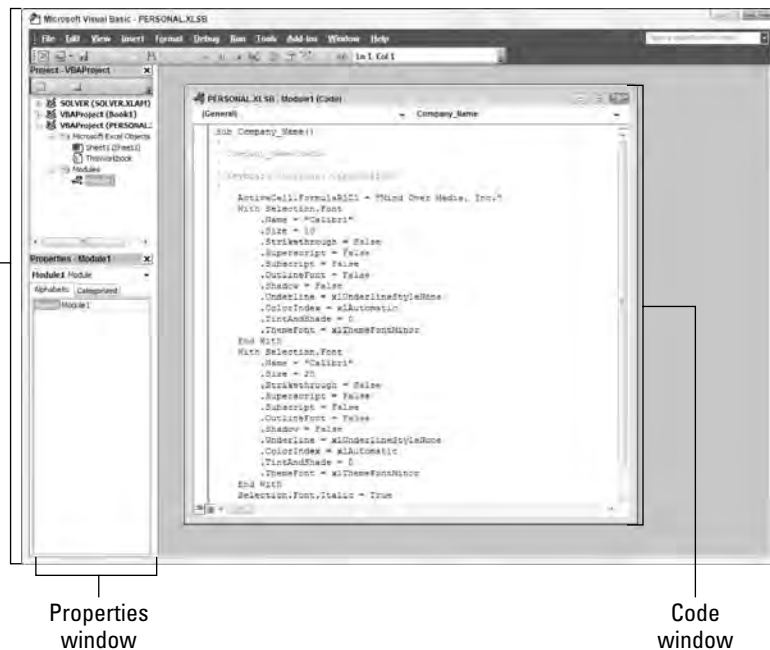 Microsoft Visual Basic - PERSONAL.XLSB
File Edit View Insert Format Debug Run Tools Add-Ins Window Help
Ln 1, Col 1
Project - VBAProject
SOLVER (SOLVER.XLAM)
VBAProject (Book1)
VBAProject (PERSONAL.
Microsoft Excel Objects
Sheet1 (Sheet1)
ThisWorkbook
Modules
Properties - Module1
Module1 Module
Alphabetic Categorized
Module1
PERSONAL.XLSB - Module1 (Code)
(General) Company_Name
Sub Company_Name()
ActiveCell.FormulaR1C1 = "Mind Over Media, Inc."
With Selection.Font
.Name = "Calibri"
.Size = 10
.Strikethrough = False
.Superscript = False
.Subscript = False
.OutlineFont = False
.Shadow = False
.Underline = xlUnderlineStyleNone
.ColorIndex = xlAutomatic
.TintAndShade = 0
.ThemeFont = xlThemeFontMinor
End With
With Selection.Font
.Name = "Calibri"
.Size = 20
.Strikethrough = False
.Superscript = False
.Subscript = False
.OutlineFont = False
.Shadow = False
.Underline = xlUnderlineStyleNone
.ColorIndex = xlAutomatic
.TintAndShade = 0
.ThemeFont = xlThemeFontMinor
End With
Selection.Font.Italic = True
Properties
window
Code
window